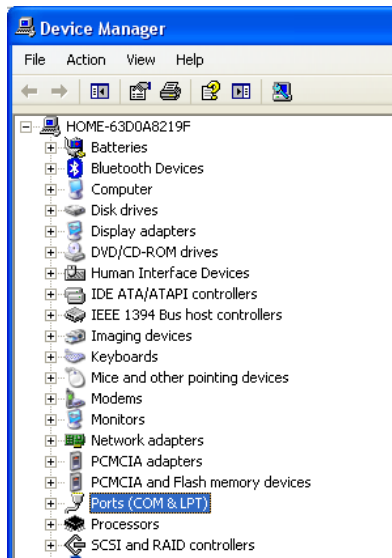 Device Manager
File Action View Help
HOME-63D0A8219F
Batteries
Bluetooth Devices
Computer
Disk drives
Display adapters
DVD/CD-ROM drives
Human Interface Devices
IDE ATA/ATAPI controllers
IEEE 1394 Bus host controllers
Imaging devices
Keyboards
Mice and other pointing devices
Modems
Monitors
Network adapters
PCMCIA adapters
PCMCIA and Flash memory devices
Ports (COM & LPT)
Processors
SCSI and RAID controllers